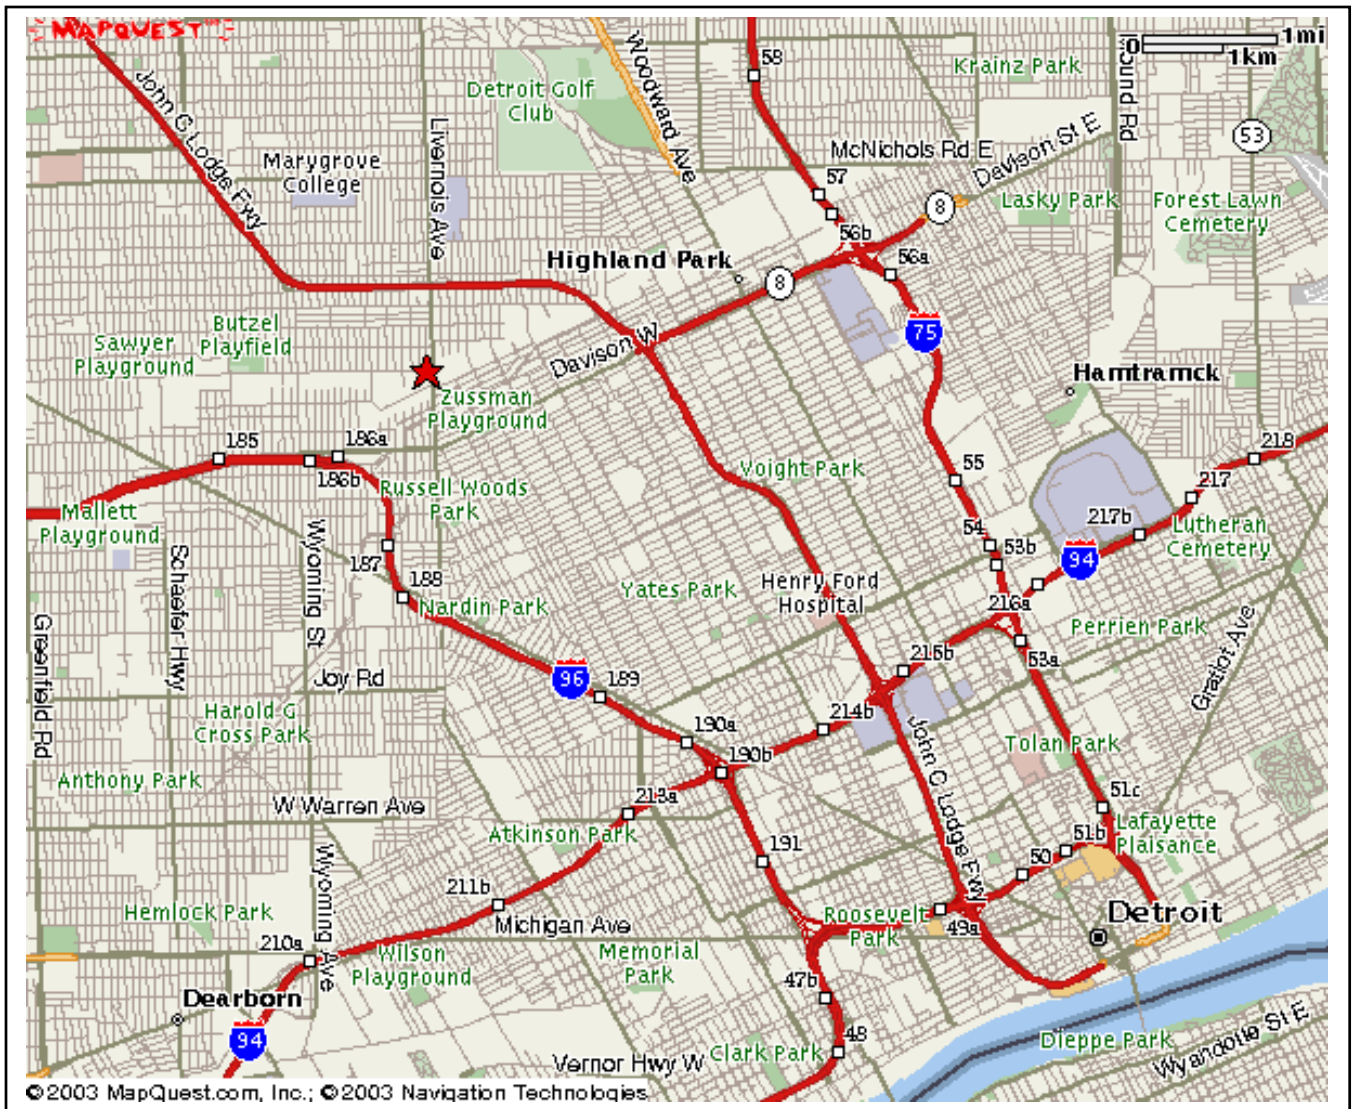 MAPQUEST
0 1mi
1km
58
Krainz Park
Detroit Golf
Club
Woodward Ave
ound Rd
53
John C Lodge Fwy
Livernois Ave
Marygrove
College
McNichols Rd E
Davison St E
57
8
Lasky Park
Forest Lawn
Cemetery
56b
Highland Park
56a
8
75
Butzel
Playfield
Sawyer
Playground
Davison W
Hamtramck
Zussman
Playground
185
186a
186b
218
Voight Park
55
217
Russell Woods
Park
Mallett
Playground
217b
Lutheran
Cemetery
54
53b
94
Wyoming St
Schaefer Hwy
187
188
Nardin Park
Yates Park
Henry Ford
Hospital
216a
Perrien Park
Gratiot Ave
Greenfield Rd
Joy Rd
96
189
215b
53a
Harold G
Cross Park
190a
214b
John C Lodge Fwy
Tolan Park
Anthony Park
190b
W Warren Ave
213a
51c
Atkinson Park
51b
Lafayette
Plaisance
191
50
Wyoming Ave
211b
Hemlock Park
Michigan Ave
Roosevelt
Park
49a
Detroit
210a
Wilson
Playground
Memorial
Park
47b
Dearborn
94
48
Dieppe Park
Vernor Hwy W
Clark Park
Wyandotte St E
©2003 MapQuest.com, Inc.; ©2003 Navigation Technologies